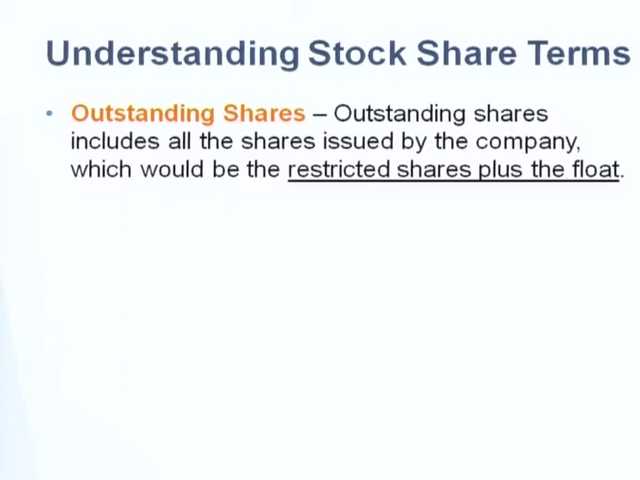 Understanding Stock Share Terms
• Outstanding Shares – Outstanding shares
includes all the shares issued by the company,
which would be the restricted shares plus the float.